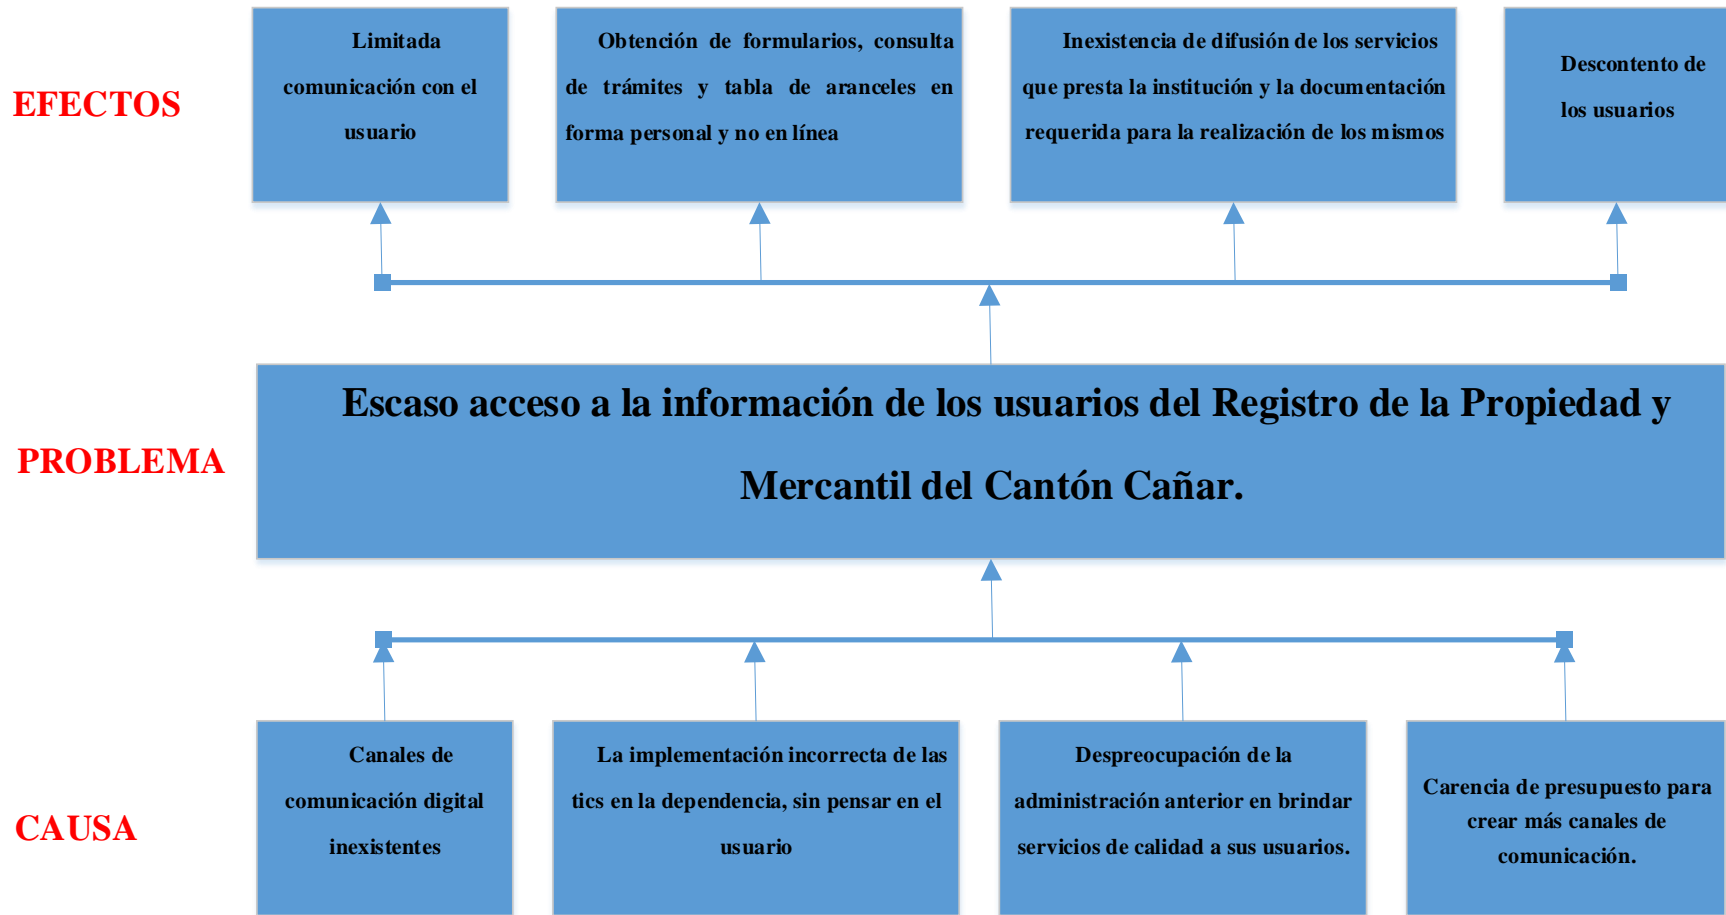 EFECTOS
Limitada
comunicación con el
usuario
Obtención de formularios, consulta
de trámites y tabla de aranceles en
forma personal y no en línea
Inexistencia de difusión de los servicios
que presta la institución y la documentación
requerida para la realización de los mismos
Descontento de
los usuarios
PROBLEMA
Escaso acceso a la información de los usuarios del Registro de la Propiedad y
Mercantil del Cantón Cañar.
CAUSA
Canales de
comunicación digital
inexistentes
La implementación incorrecta de las
tics en la dependencia, sin pensar en el
usuario
Despreocupación de la
administración anterior en brindar
servicios de calidad a sus usuarios.
Carencia de presupuesto para
crear más canales de
comunicación.